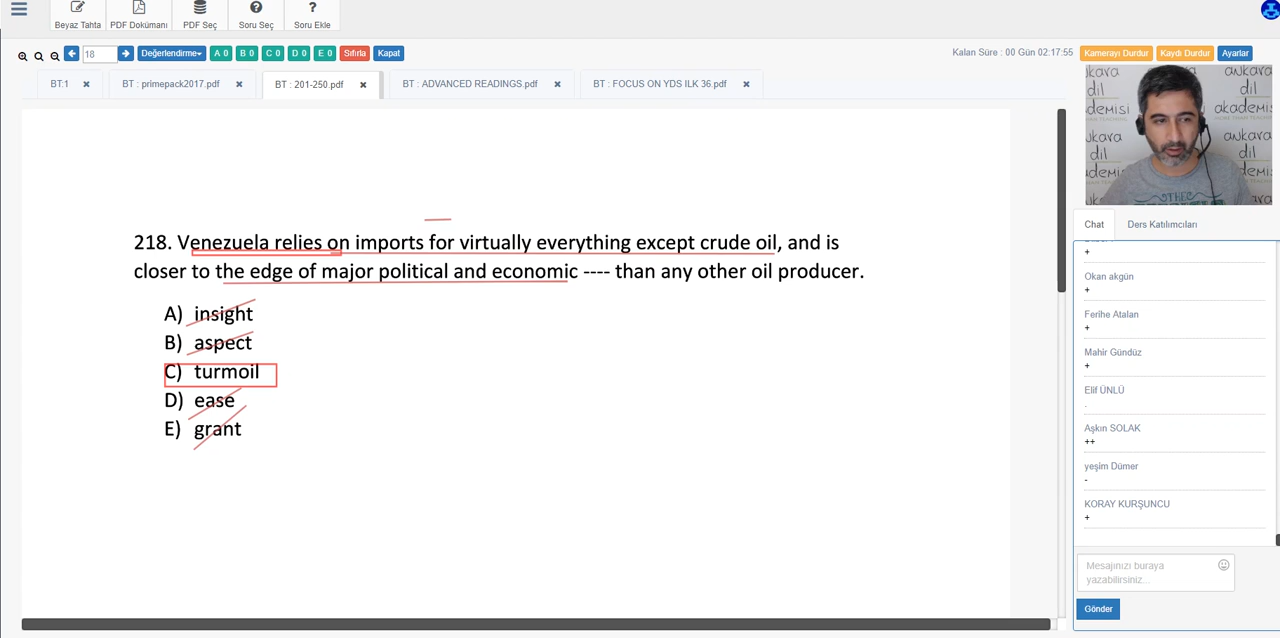 Beyaz Tahta PDF Dokümanı PDF Seç Soru Seç Soru Ekle
18 Değerlendirme A 0 B 0 C 0 D 0 E 0 Sıfırla Kapat
Kalan Süre : 00 Gün 02:17:55 Kamerayı Durdur Kaydı Durdur Ayarlar
BT:1 BT : primepack2017.pdf BT : 201-250.pdf BT : ADVANCED READINGS.pdf BT : FOCUS ON YDS ILK 36.pdf
ankara
dil
akademisi
ankara
dil
218. Venezuela relies on imports for virtually everything except crude oil, and is
closer to the edge of major political and economic ---- than any other oil producer.
A) insight
B) aspect
C) turmoil
D) ease
E) grant
Chat Ders Katılımcıları
+
Okan akgün
+
Ferihe Atalan
+
Mahir Gündüz
+
Elif ÜNLÜ
.
Aşkın SOLAK
++
yeşim Dümer
-
KORAY KURŞUNCU
+
Mesajınızı buraya
yazabilirsiniz...
Gönder